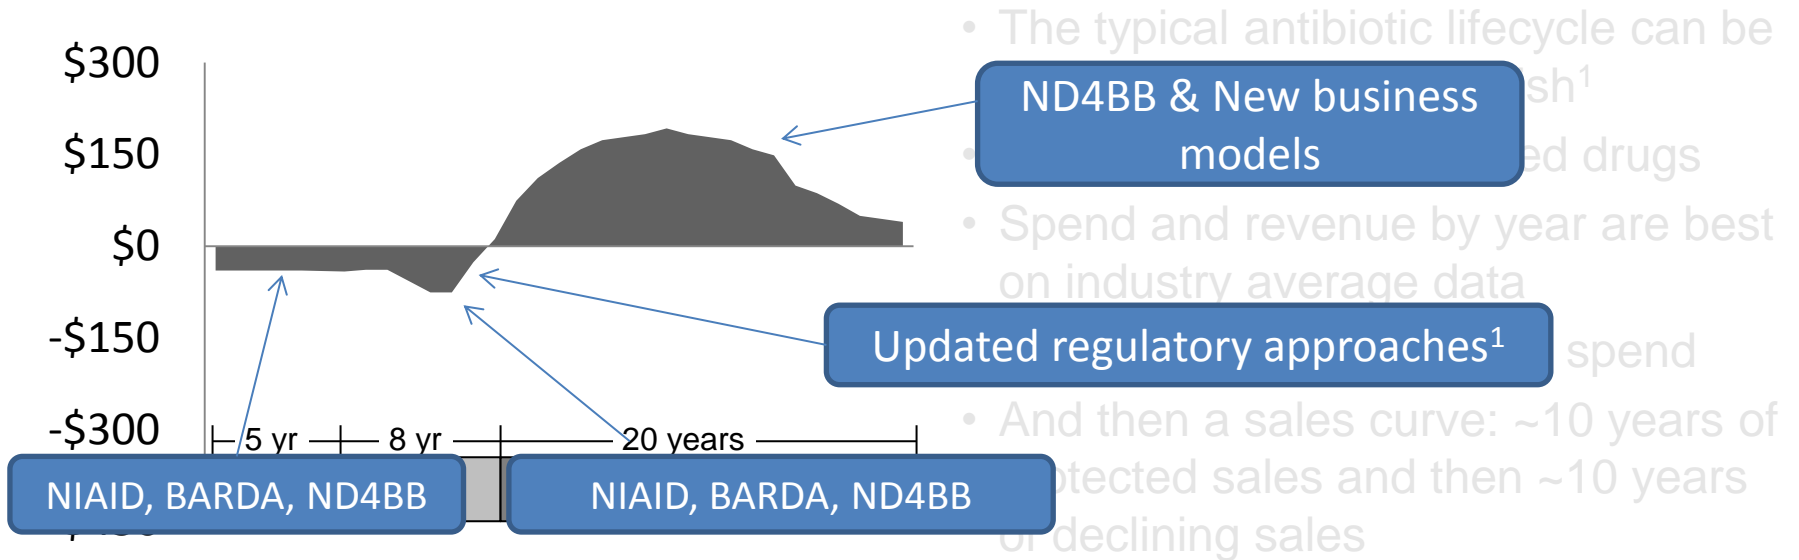 $300
$150
$0
-$150
-$300
5 yr
8 yr
20 years
NIAID, BARDA, ND4BB
NIAID, BARDA, ND4BB
ND4BB & New business
models
Updated regulatory approaches¹
• The typical antibiotic lifecycle can be
sh¹
• drugs
• Spend and revenue by year are best
on industry average data
spend
• And then a sales curve: ~10 years of
sales and then ~10 years
declining sales